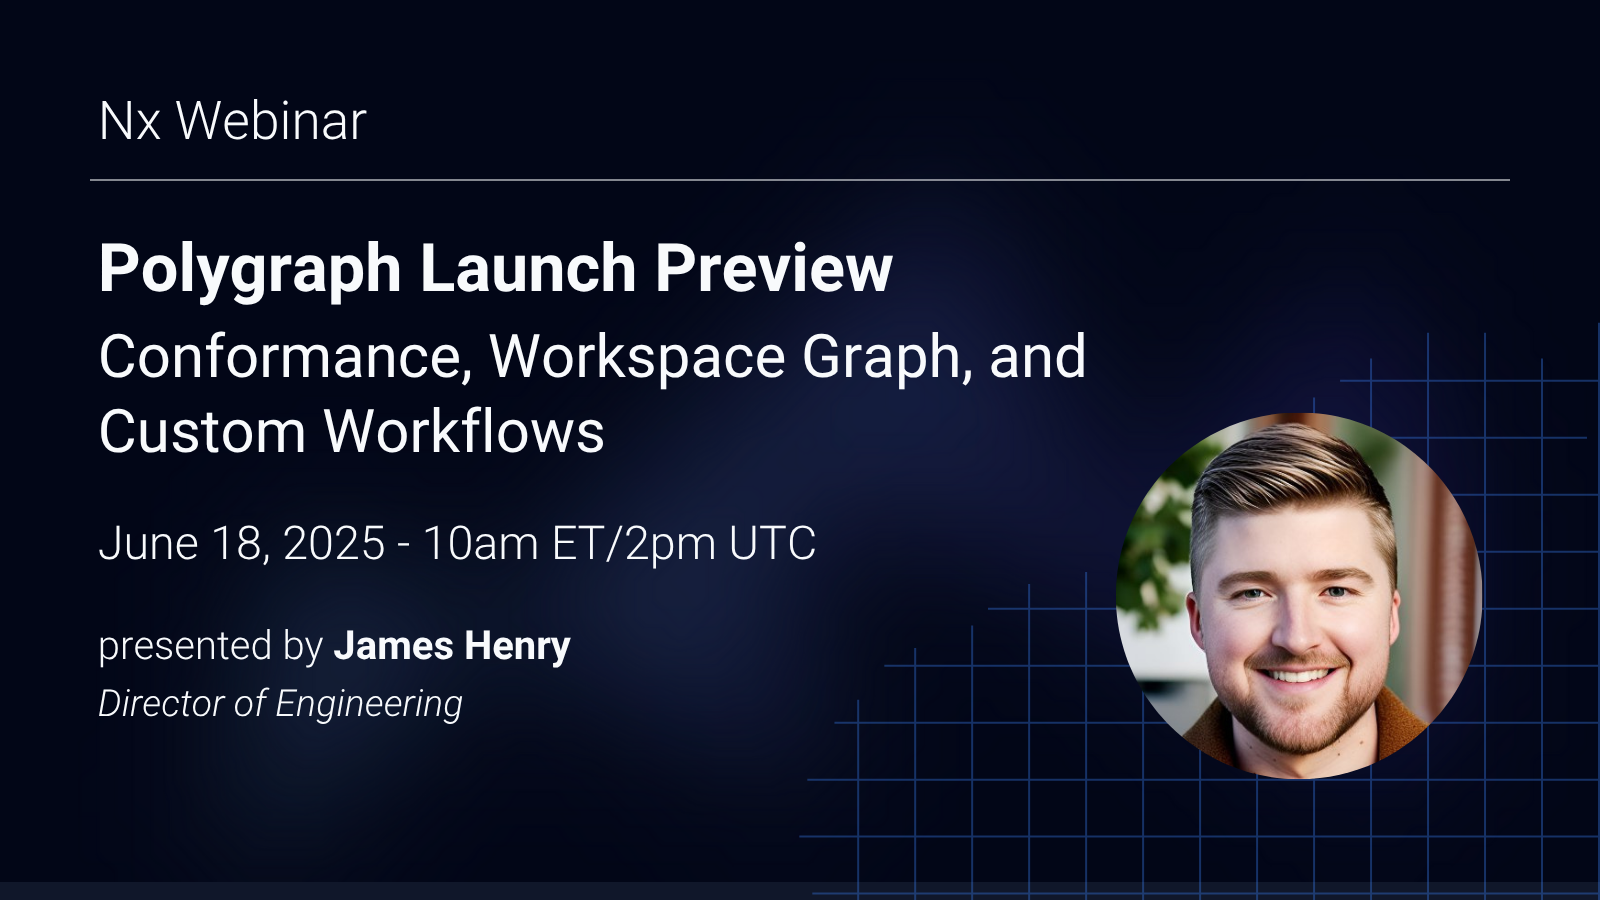 Nx Webinar
Polygraph Launch Preview
Conformance, Workspace Graph, and
Custom Workflows
June 18, 2025 - 10am ET/2pm UTC
presented by James Henry
Director of Engineering